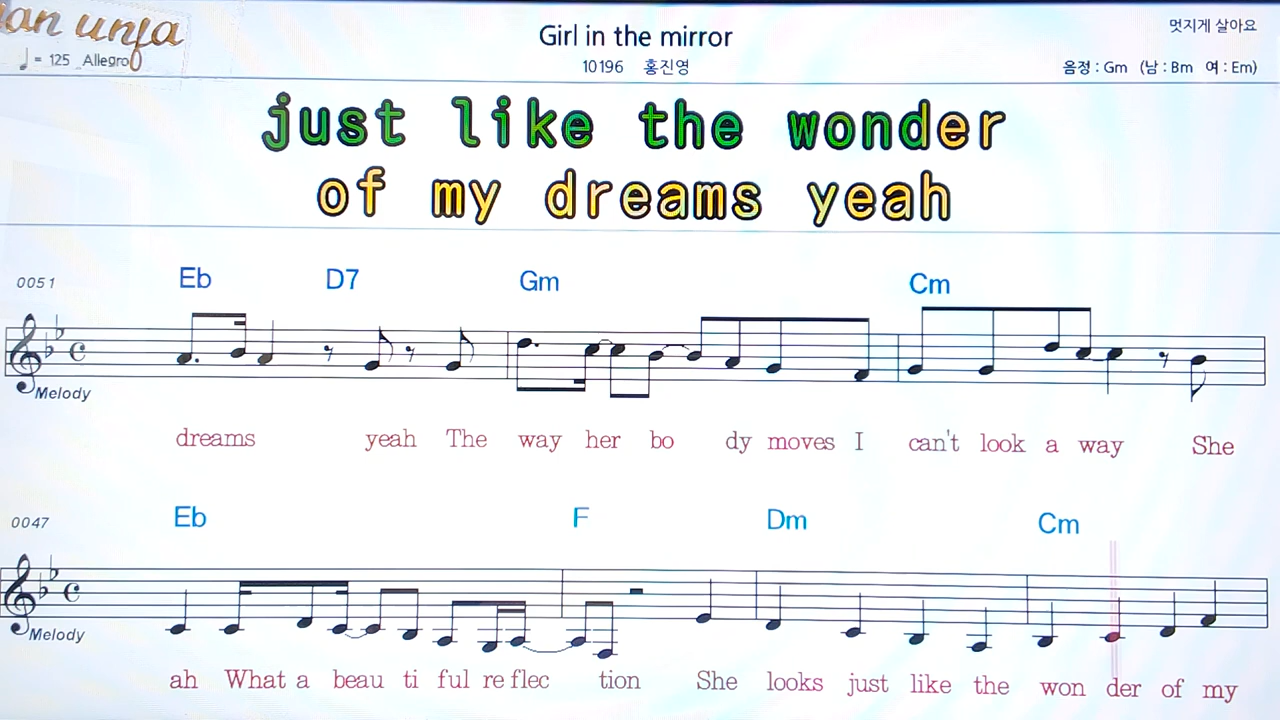 an unfa
Girl in the mirror
멋지게 살아요
♩ = 125 Allegro
10196 홍진영
음정 : Gm (남 : Bm 여 : Em)
just like the wonder
of my dreams yeah
0051 Eb D7 Gm Cm
Melody
dreams yeah The way her bo dy moves I can't look a way She
0047 Eb F Dm Cm
Melody
ah What a beau ti ful re flec tion She looks just like the won der of my